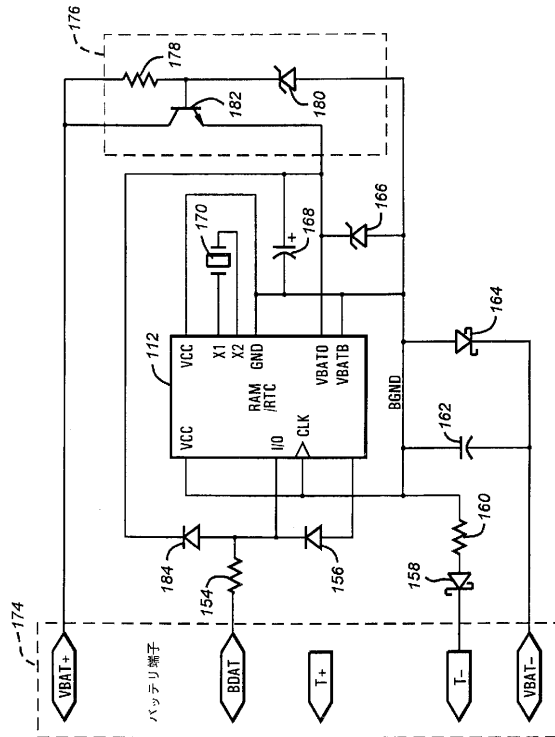 174
VBAT+
バッテリ端子
BDAT
T+
T-
VBAT-
184
154
156
158
160
162
164
BGND
112
VCC
I/O
CLK
RAM
/RTC
VCC
X1
X2
GND
VBATO
VBATB
170
168
+
166
176
178
182
180